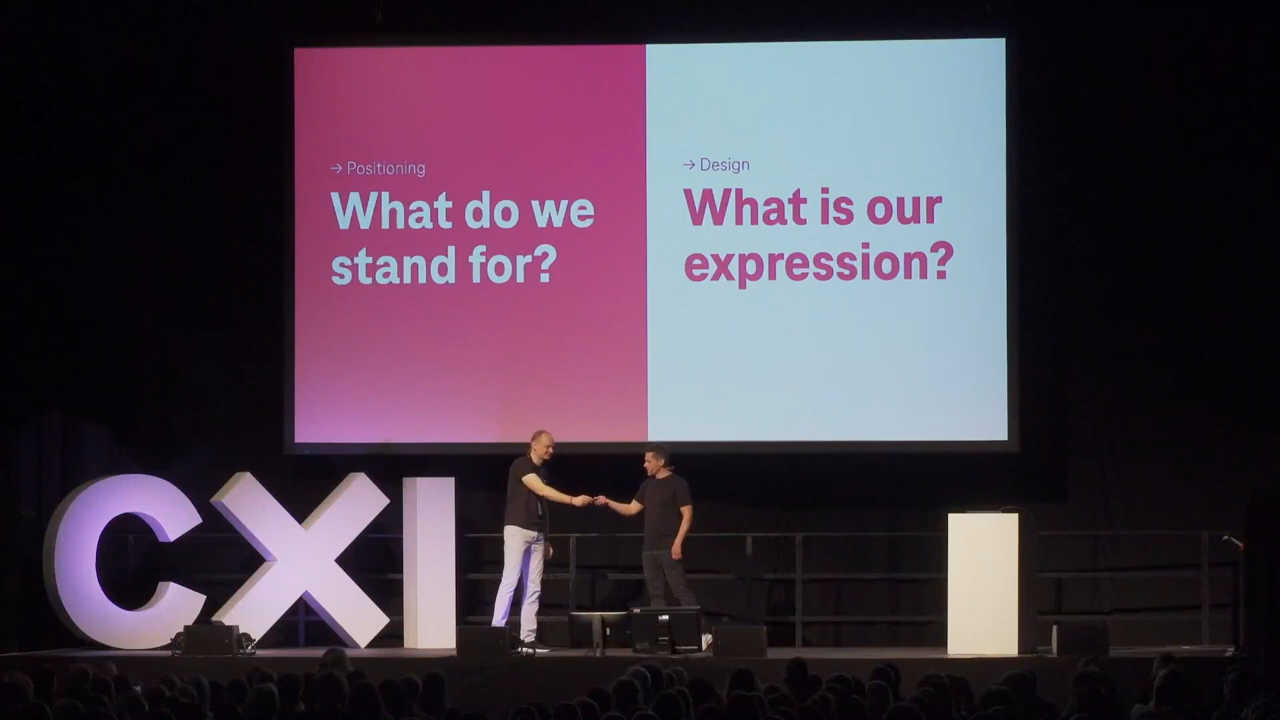 → Positioning
What do we
stand for?
→ Design
What is our
expression?
CXI